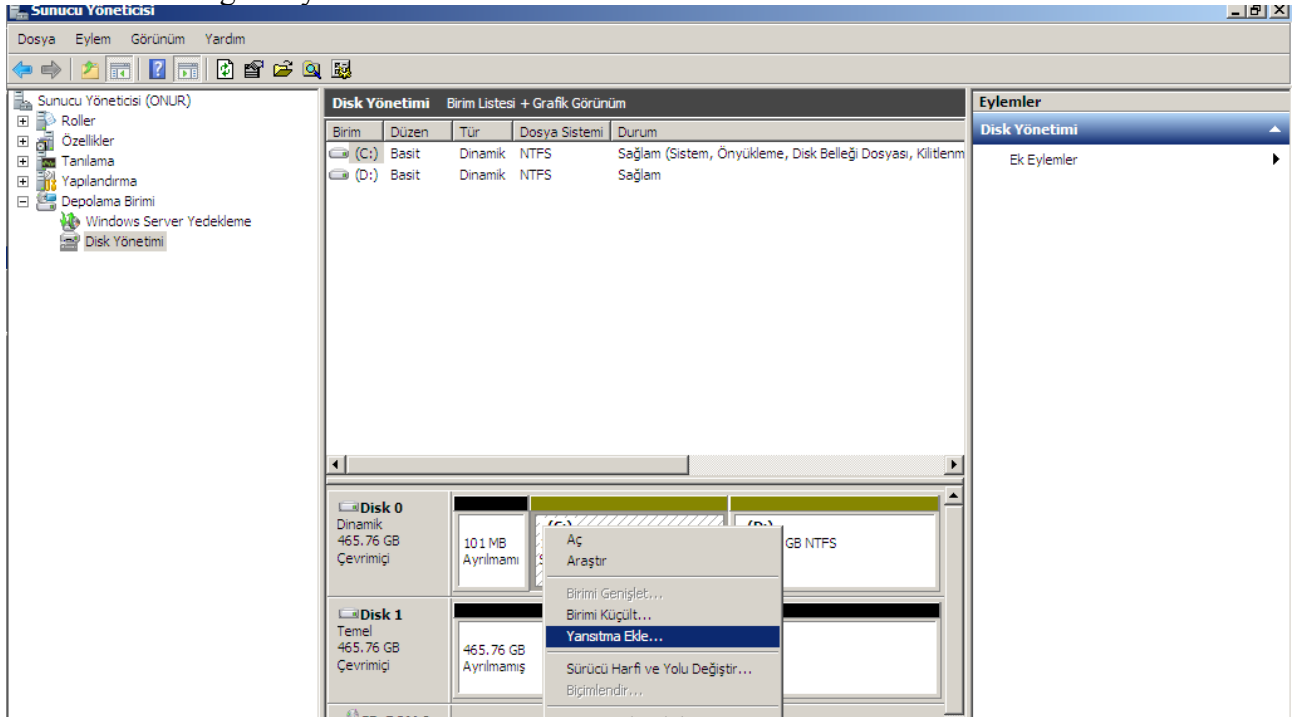 Sunucu Yöneticisi
Dosya Eylem Görünüm Yardım
Sunucu Yöneticisi (ONUR)
Roller
Özellikler
Tanılama
Yapılandırma
Depolama Birimi
Windows Server Yedekleme
Disk Yönetimi
Disk Yönetimi Birim Listesi + Grafik Görünüm
Birim Düzen Tür Dosya Sistemi Durum
(C:) Basit Dinamik NTFS Sağlam (Sistem, Önyükleme, Disk Belleği Dosyası, Kilitlenm
(D:) Basit Dinamik NTFS Sağlam
Disk 0
Dinamik
465.76 GB
Çevrimiçi
101 MB
Ayrılmamı
(C:)
(D:)
GB NTFS
Disk 1
Temel
465.76 GB
Çevrimiçi
465.76 GB
Ayrılmamış
Aç
Araştır
Birimi Genişlet...
Birimi Küçült...
Yansıtma Ekle...
Sürücü Harfi ve Yolu Değiştir...
Biçimlendir...
Eylemler
Disk Yönetimi
Ek Eylemler